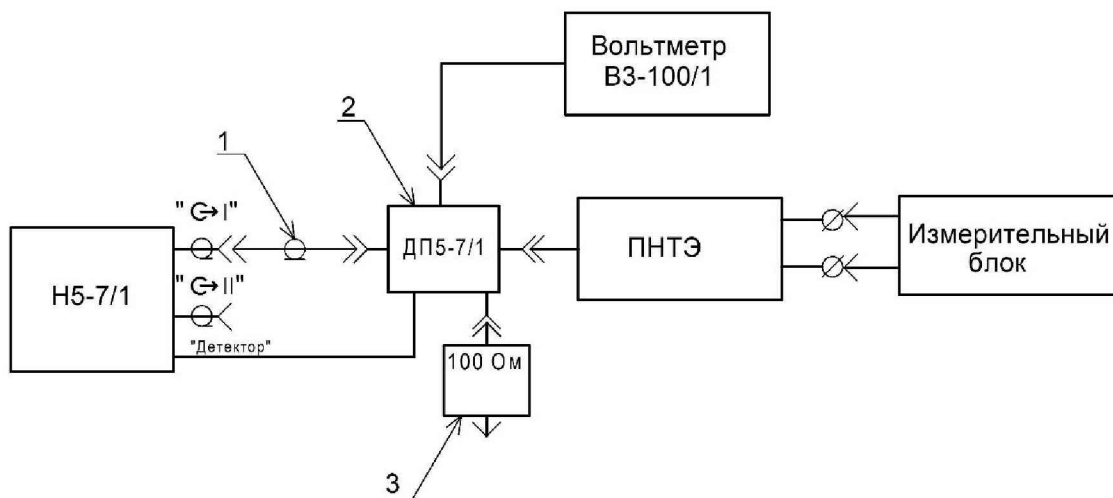 Вольтметр
В3-100/1
2
1
"G→I"
ДП5-7/1
ПНТЭ
Измерительный
блок
Н5-7/1
"G→II"
"Детектор"
100 Ом
3